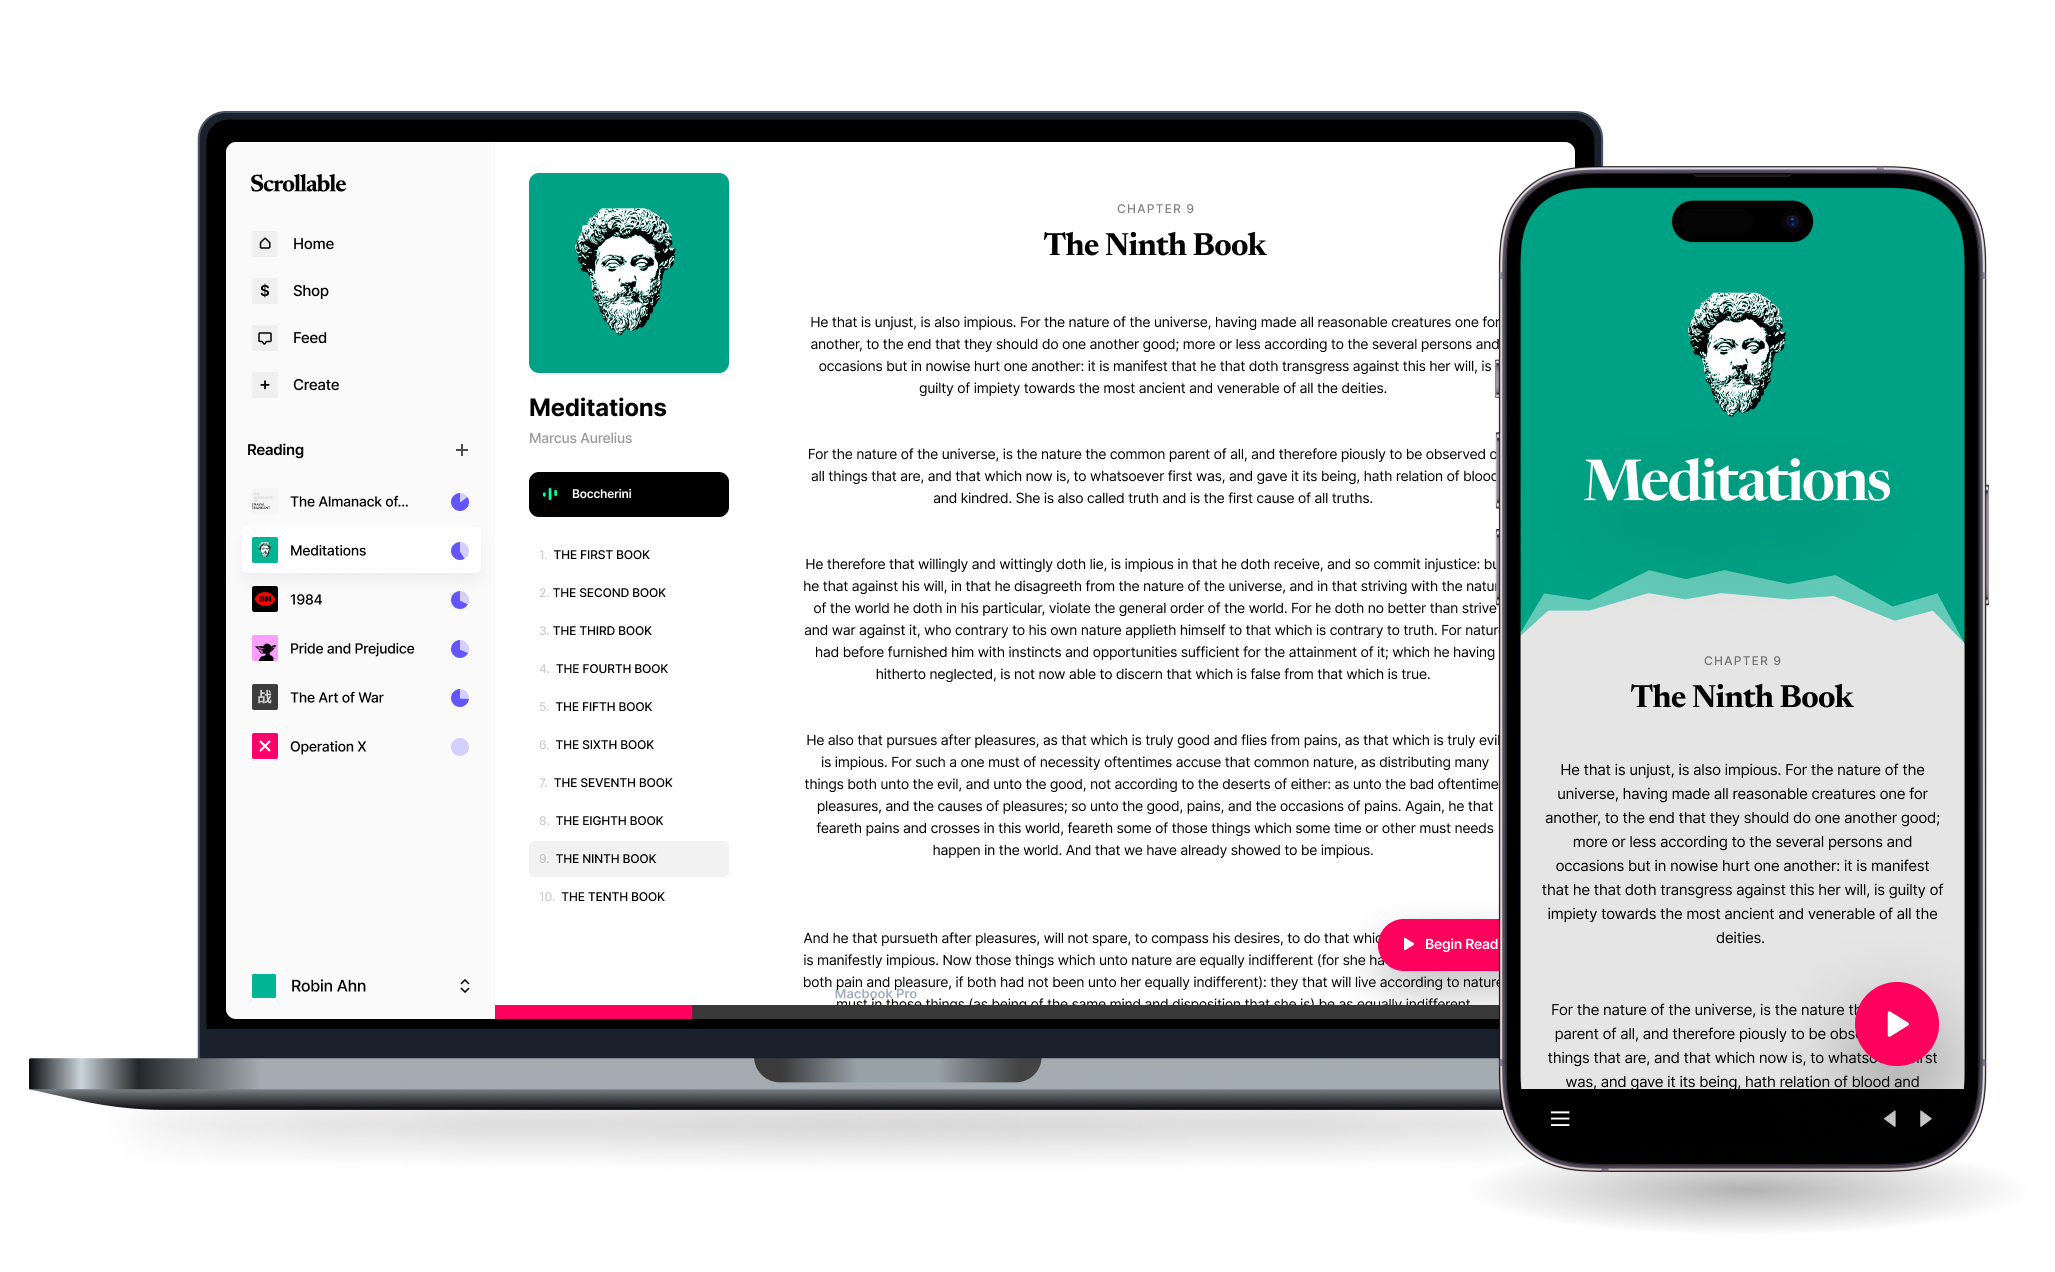 Scrollable
Home
$ Shop
Feed
+ Create
Reading +
The Almanack of...
Meditations
1984
1984
Pride and Prejudice
战
The Art of War
Operation X
Robin Ahn
Meditations
Marcus Aurelius
Boccherini
1. THE FIRST BOOK
2. THE SECOND BOOK
3. THE THIRD BOOK
4. THE FOURTH BOOK
5. THE FIFTH BOOK
6. THE SIXTH BOOK
7. THE SEVENTH BOOK
8. THE EIGHTH BOOK
9. THE NINTH BOOK
10. THE TENTH BOOK
CHAPTER 9
The Ninth Book
He that is unjust, is also impious. For the nature of the universe, having made all reasonable creatures one for
another, to the end that they should do one another good; more or less according to the several persons and
occasions but in nowise hurt one another: it is manifest that he that doth transgress against this her will, is
guilty of impiety towards the most ancient and venerable of all the deities.
For the nature of the universe, is the nature the common parent of all, and therefore piously to be observed
all things that are, and that which now is, to whatsoever first was, and gave it its being, hath relation of blood
and kindred. She is also called truth and is the first cause of all truths.
He therefore that willingly and wittingly doth lie, is impious in that he doth receive, and so commit injustice:
he that against his will, in that he disagreeth from the nature of the universe, and in that striving with the natur
of the world he doth in his particular, violate the general order of the world. For he doth no better than strive
and war against it, who contrary to his own nature applieth himself to that which is contrary to truth. For natur
had before furnished him with instincts and opportunities sufficient for the attainment of it; which he having
hitherto neglected, is not now able to discern that which is false from that which is true.
He also that pursues after pleasures, as that which is truly good and flies from pains, as that which is truly evil
is impious. For such a one must of necessity oftentimes accuse that common nature, as distributing many
things both unto the evil, and unto the good, not according to the deserts of either: as unto the bad oftentime
pleasures, and the causes of pleasures; so unto the good, pains, and the occasions of pains. Again, he that
feareth pains and crosses in this world, feareth some of those things which some time or other must needs
happen in the world. And that we have already showed to be impious.
And he that pursueth after pleasures, will not spare, to compass his desires, to do that whic
is manifestly impious. Now those things which unto nature are equally indifferent (for she ha
both pain and pleasure, if both had not been unto her equally indifferent): they that will live according to nature
must in those things (as being of the same mind and disposition that she is) be as equally indifferent
Begin Read
Macbook Pro
Meditations
CHAPTER 9
The Ninth Book
He that is unjust, is also impious. For the nature of the
universe, having made all reasonable creatures one for
another, to the end that they should do one another good;
more or less according to the several persons and
occasions but in nowise hurt one another: it is manifest
that he that doth transgress against this her will, is guilty of
impiety towards the most ancient and venerable of all the
deities.
For the nature of the universe, is the nature th
parent of all, and therefore piously to be obs
things that are, and that which now is, to whatso rst
was, and gave it its being, hath relation of blood and